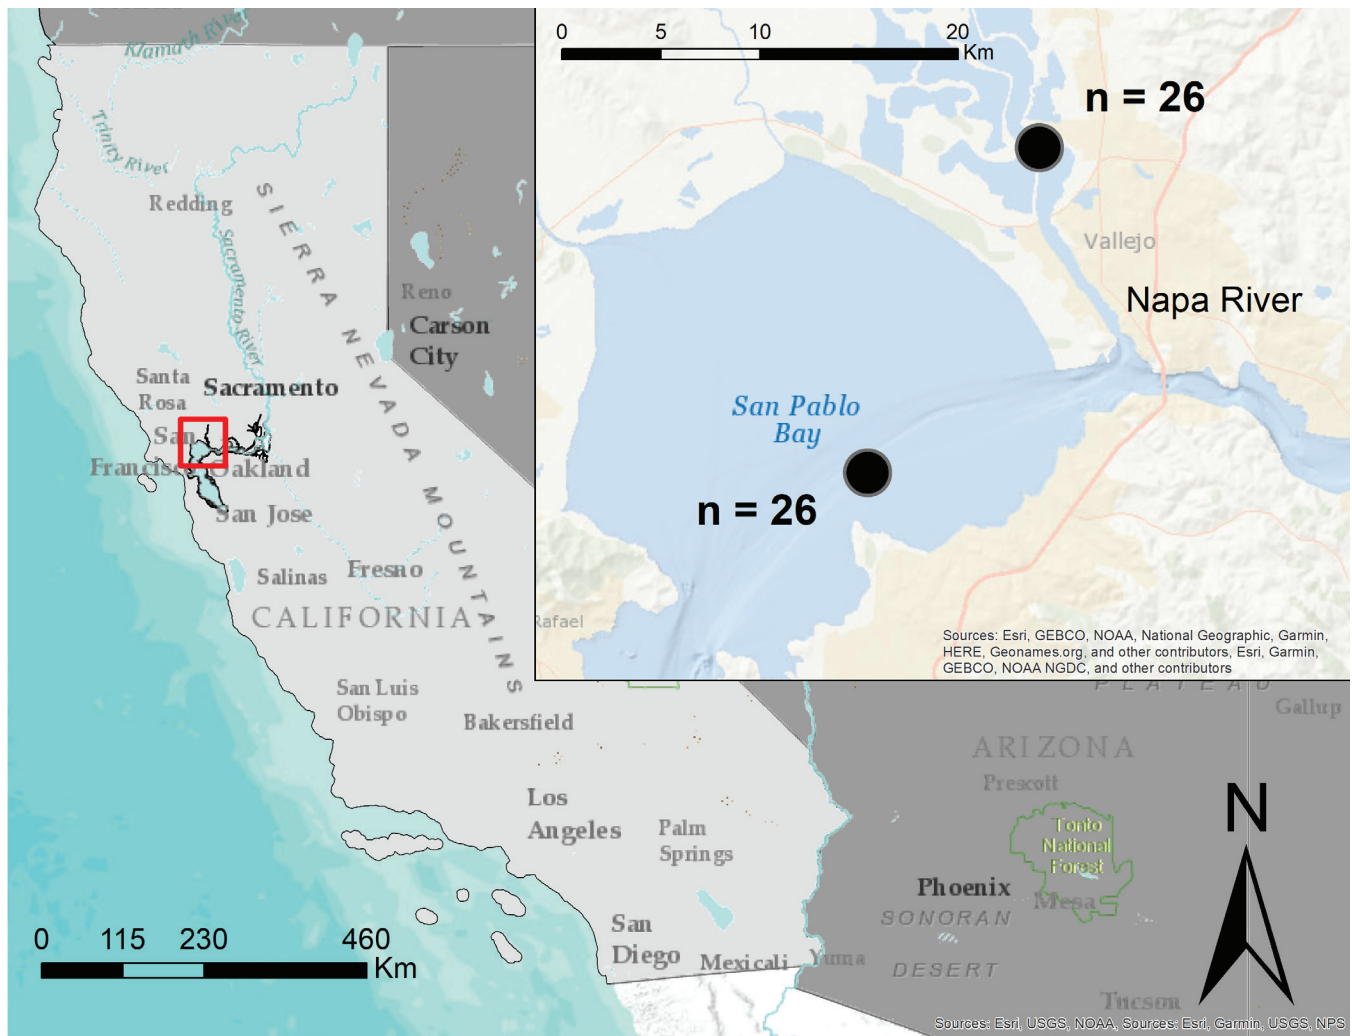 Klamath River
Trinity River
Redding
Sacramento River
SIERRA NEVADA MOUNTAINS
Reno
Carson
City
Santa
Rosa
Sacramento
San
Francisco
Oakland
San Jose
Salinas
Fresno
CALIFORNIA
San Luis
Obispo
Bakersfield
Los
Angeles
Palm
Springs
San
Diego
Mexicali
Yuma
0 115 230 460
Km
0 5 10 20
Km
n = 26
Vallejo
Napa River
San Pablo
Bay
n = 26
Rafael
Sources: Esri, GEBCO, NOAA, National Geographic, Garmin,
HERE, Geonames.org, and other contributors, Esri, Garmin,
GEBCO, NOAA NGDC, and other contributors
PLATEAU
Gallup
ARIZONA
Prescott
Tonto
National
Forest
Phoenix
Mesa
SONORAN
DESERT
Tucson
N
Sources: Esri, USGS, NOAA, Sources: Esri, Garmin, USGS, NPS